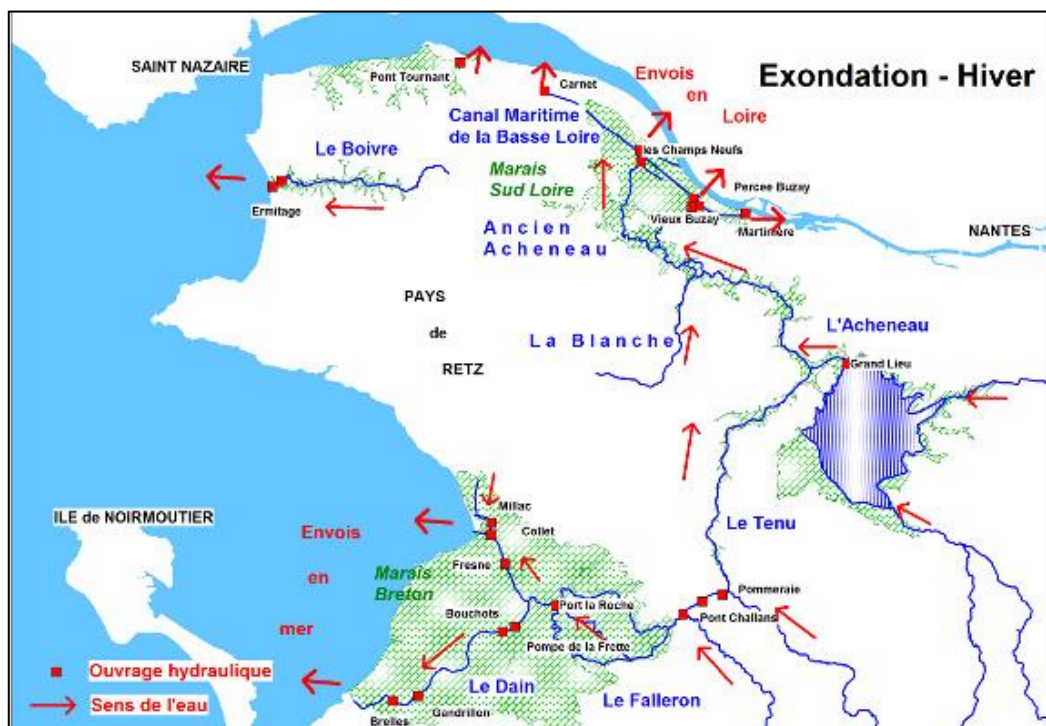 SAINT NAZAIRE
Pont Tournant
Carnet
Envois
en
Loire
Exondation - Hiver
Canal Maritime
de la Basse Loire
Le Boivre
les Champs Neufs
Marais
Sud Loire
Percee Buzay
Ermitage
Vieux Buzay
Martiniere
NANTES
Ancien
Acheneau
PAYS
de
RETZ
L'Acheneau
La Blanche
Grand Lieu
ILE de NOIRMOUTIER
Millac
Collet
Envois
en
mer
Le Tenu
Fresne
Marais
Breton
Pommeraie
Bouchots
Port la Roche
Pont Challans
Pompe de la Frette
Ouvrage hydraulique
Le Dain
Le Falleron
Sens de l'eau
Gandrillon
Brelles